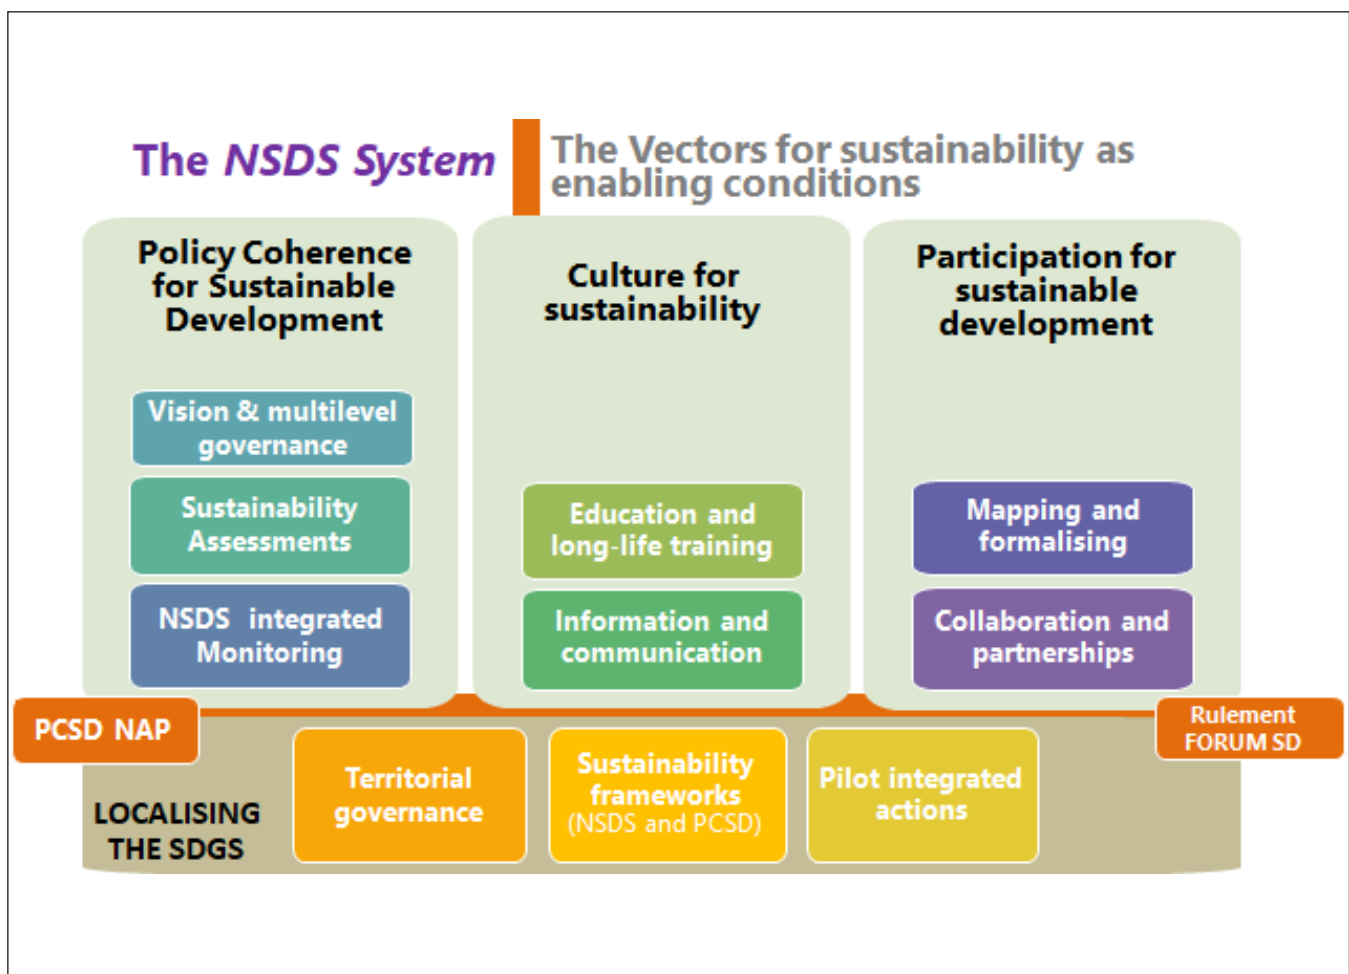 The NSDS System
The Vectors for sustainability as
enabling conditions
Policy Coherence
for Sustainable
Development
Vision & multilevel
governance
Sustainability
Assessments
NSDS integrated
Monitoring
Culture for
sustainability
Education and
long-life training
Information and
communication
Participation for
sustainable
development
Mapping and
formalising
Collaboration and
partnerships
PCSD NAP
Rulement
FORUM SD
LOCALISING
THE SDGS
Territorial
governance
Sustainability
frameworks
(NSDS and PCSD)
Pilot integrated
actions